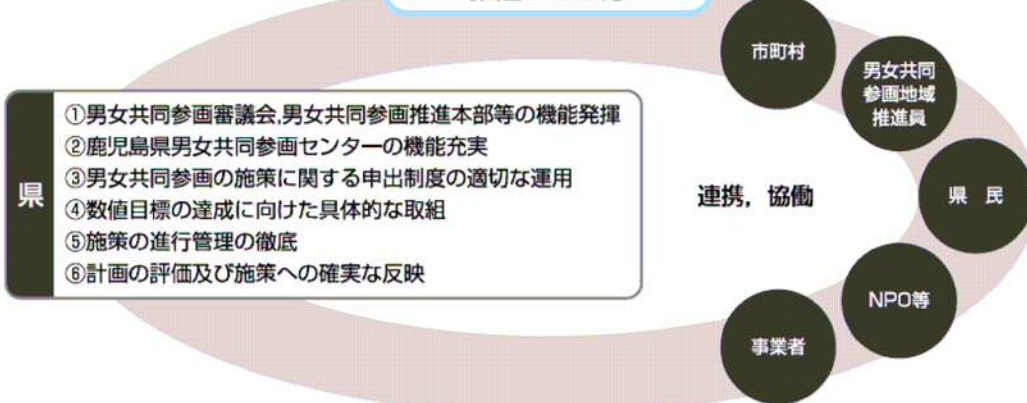 県
①男女共同参画審議会,男女共同参画推進本部等の機能発揮
②鹿児島県男女共同参画センターの機能充実
③男女共同参画の施策に関する申出制度の適切な運用
④数値目標の達成に向けた具体的な取組
⑤施策の進行管理の徹底
⑥計画の評価及び施策への確実な反映
連携，協働
市町村
男女共同
参画地域
推進員
県 民
NPO等
事業者